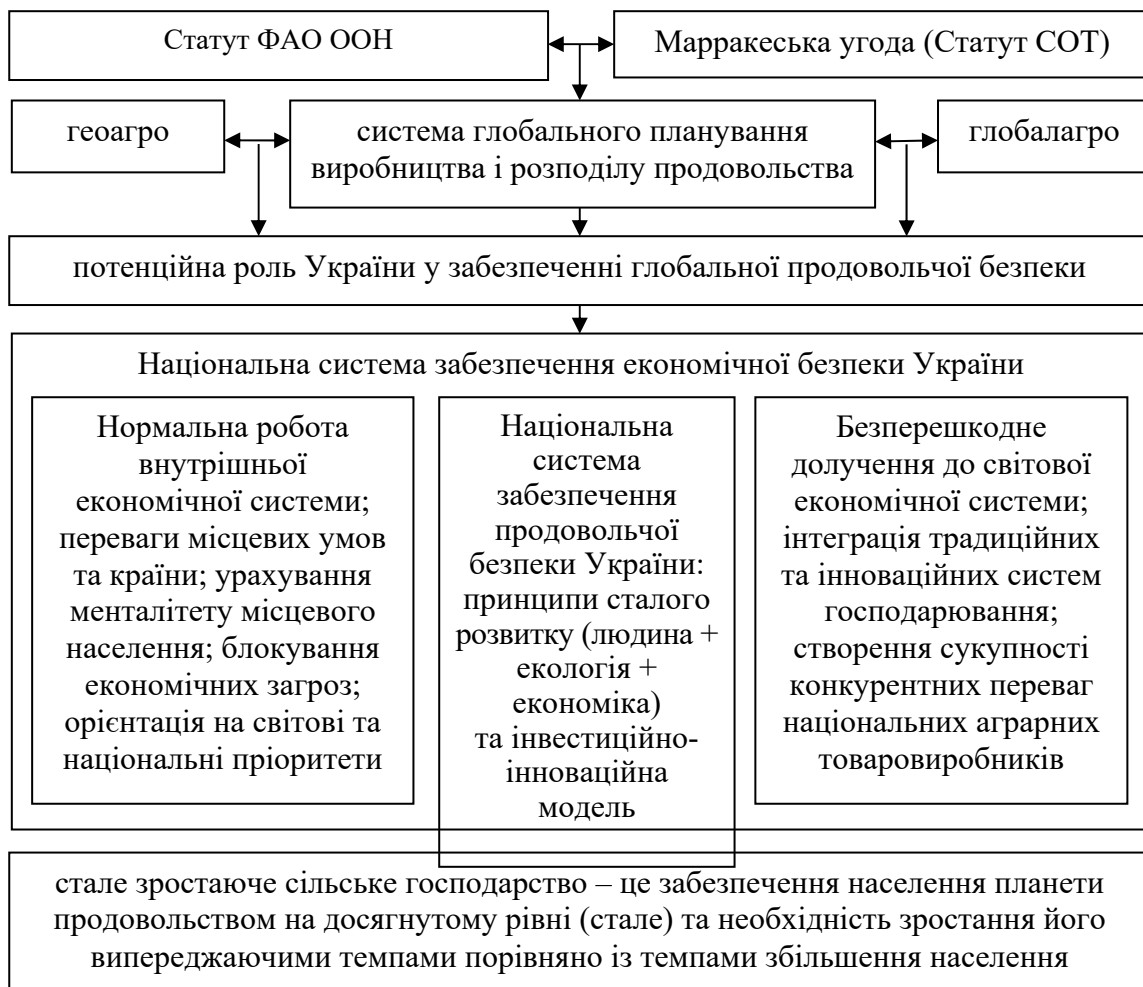 Статут ФАО ООН
Марракеська угода (Статут СОТ)
геоагро
система глобального планування
виробництва і розподілу продовольства
глобалагро
потенційна роль України у забезпеченні глобальної продовольчої безпеки
Національна система забезпечення економічної безпеки України
Нормальна робота
внутрішньої
економічної системи;
переваги місцевих умов
та країни; урахування
менталітету місцевого
населення; блокування
економічних загроз;
орієнтація на світові та
національні пріоритети
Національна
система
забезпечення
продовольчої
безпеки України:
принципи сталого
розвитку (людина +
екологія +
економіка)
та інвестиційно-
інноваційна
модель
Безперешкодне
долучення до світової
економічної системи;
інтеграція традиційних
та інноваційних систем
господарювання;
створення сукупності
конкурентних переваг
національних аграрних
товаровиробників
стале зростаюче сільське господарство – це забезпечення населення планети
продовольством на досягнутому рівні (стале) та необхідність зростання його
випереджаючими темпами порівняно із темпами збільшення населення